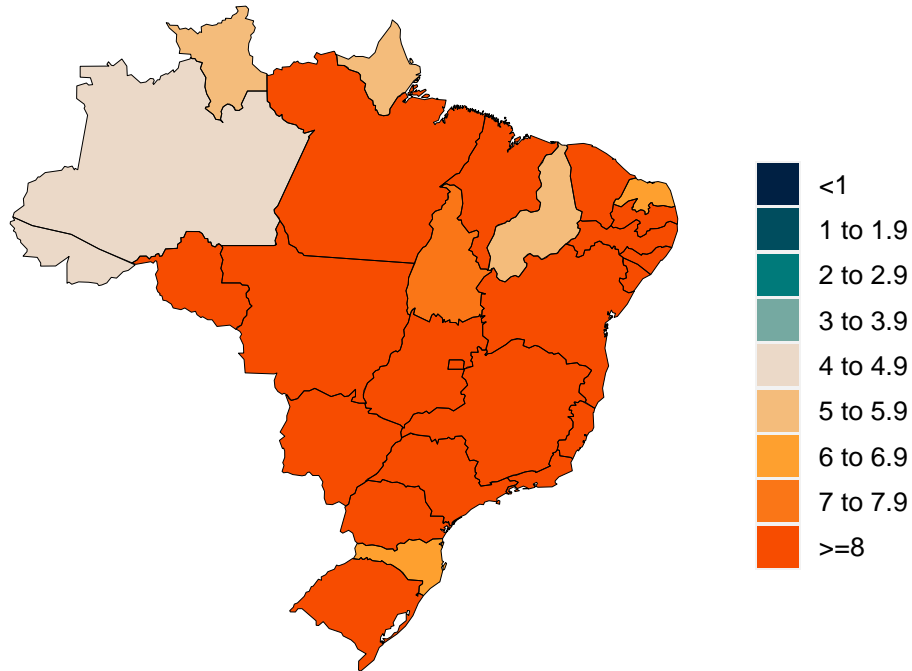 <1
1 to 1.9
2 to 2.9
3 to 3.9
4 to 4.9
5 to 5.9
6 to 6.9
7 to 7.9
>=8